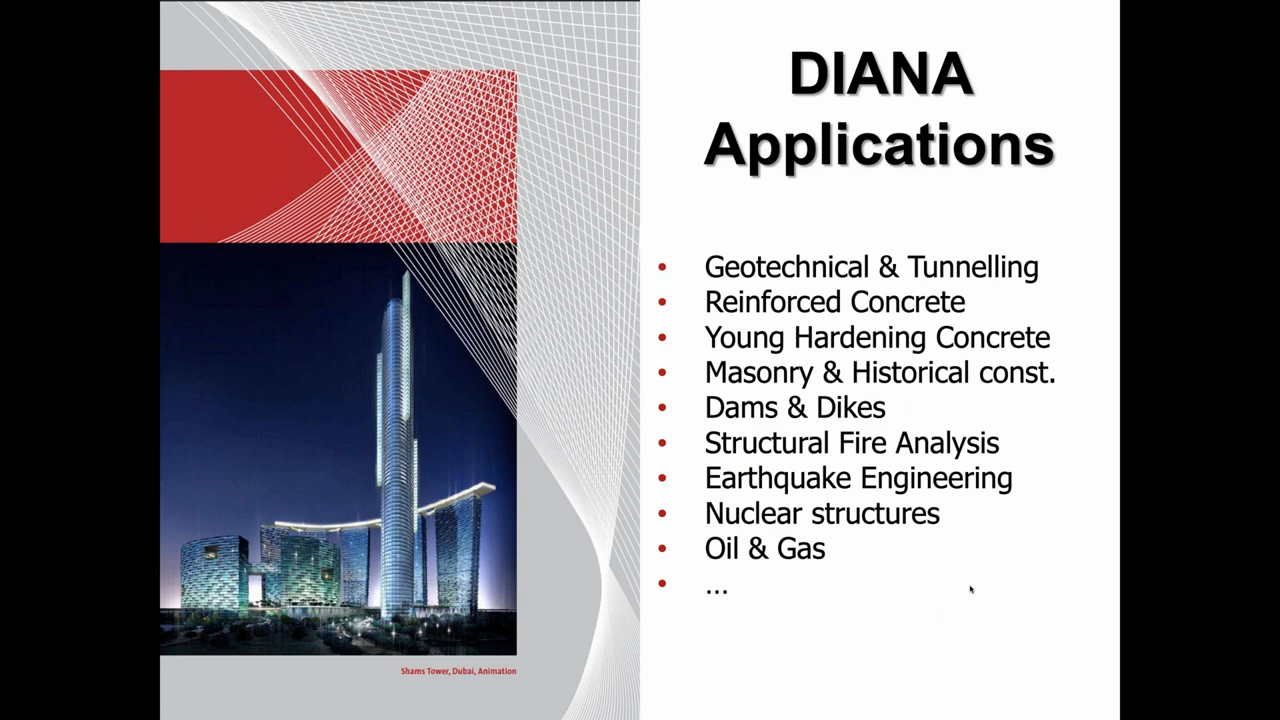 DIANA
Applications
• Geotechnical & Tunnelling
• Reinforced Concrete
• Young Hardening Concrete
• Masonry & Historical const.
• Dams & Dikes
• Structural Fire Analysis
• Earthquake Engineering
• Nuclear structures
• Oil & Gas
• ...
Shams Tower, Dubai, Animation